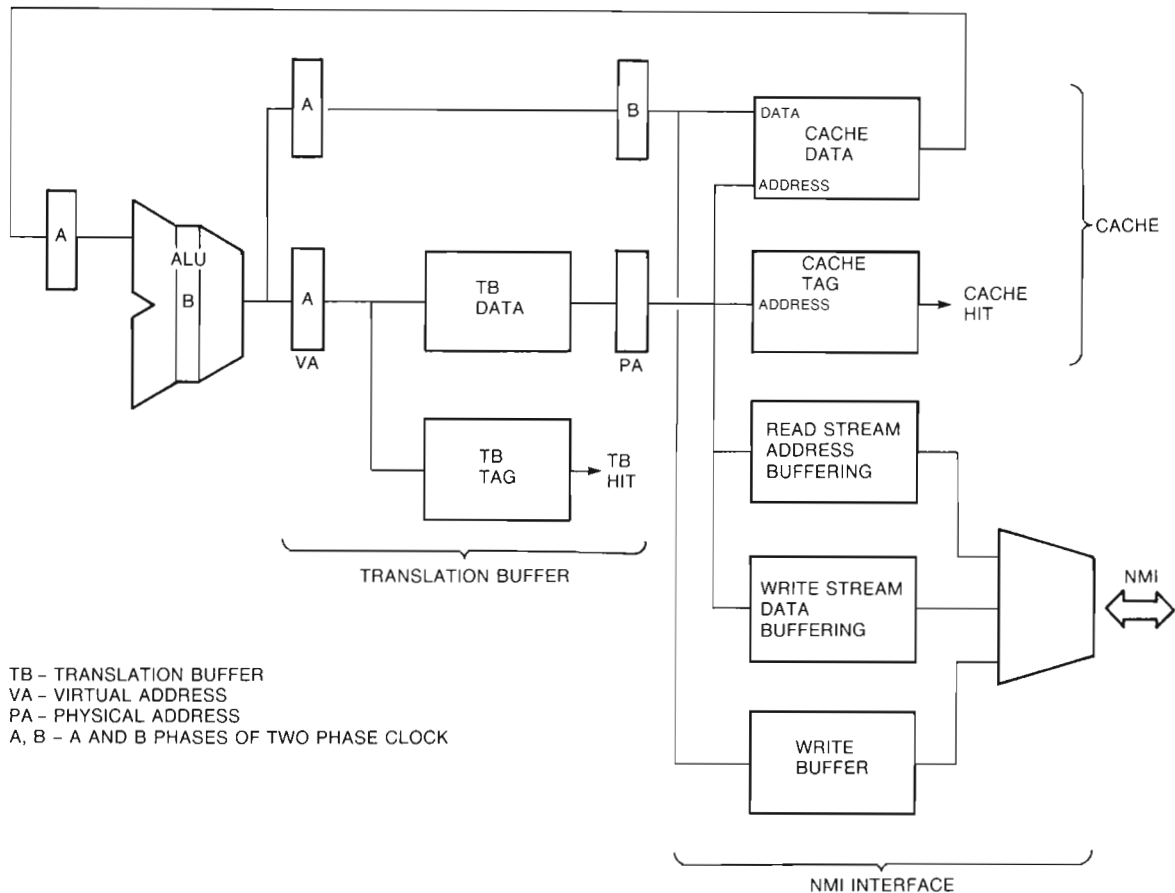 A
B
DATA
CACHE
DATA
ADDRESS
CACHE
A
ALU
B
A
VA
TB
DATA
PA
CACHE
TAG
ADDRESS
CACHE
HIT
TB
TAG
TB
HIT
READ STREAM
ADDRESS
BUFFERING
TRANSLATION BUFFER
WRITE STREAM
DATA
BUFFERING
NMI
TB – TRANSLATION BUFFER
VA – VIRTUAL ADDRESS
PA – PHYSICAL ADDRESS
A, B – A AND B PHASES OF TWO PHASE CLOCK
WRITE
BUFFER
NMI INTERFACE